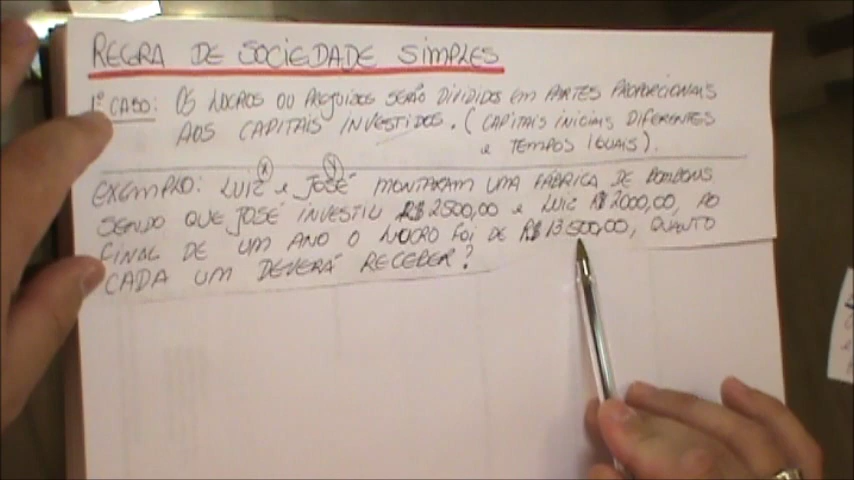 REGRA DE SOCIEDADE SIMPLES
1º CASO: OS LUCROS OU PREJUÍZOS SERÃO DIVIDIDOS EM PARTES PROPORCIONAIS
AOS CAPITAIS INVESTIDOS. (CAPITAIS INICIAIS DIFERENTES
e TEMPOS IGUAIS).
X Y
EXEMPLO: LUIZ e JOSÉ MONTARAM UMA FÁBRICA DE BOMBONS
SENDO QUE JOSÉ INVESTIU R$ 2500,00 e LUIZ R$ 2000,00, AO
FINAL DE UM ANO O LUCRO FOI DE R$ 13500,00, QUANTO
CADA UM DEVERÁ RECEBER?